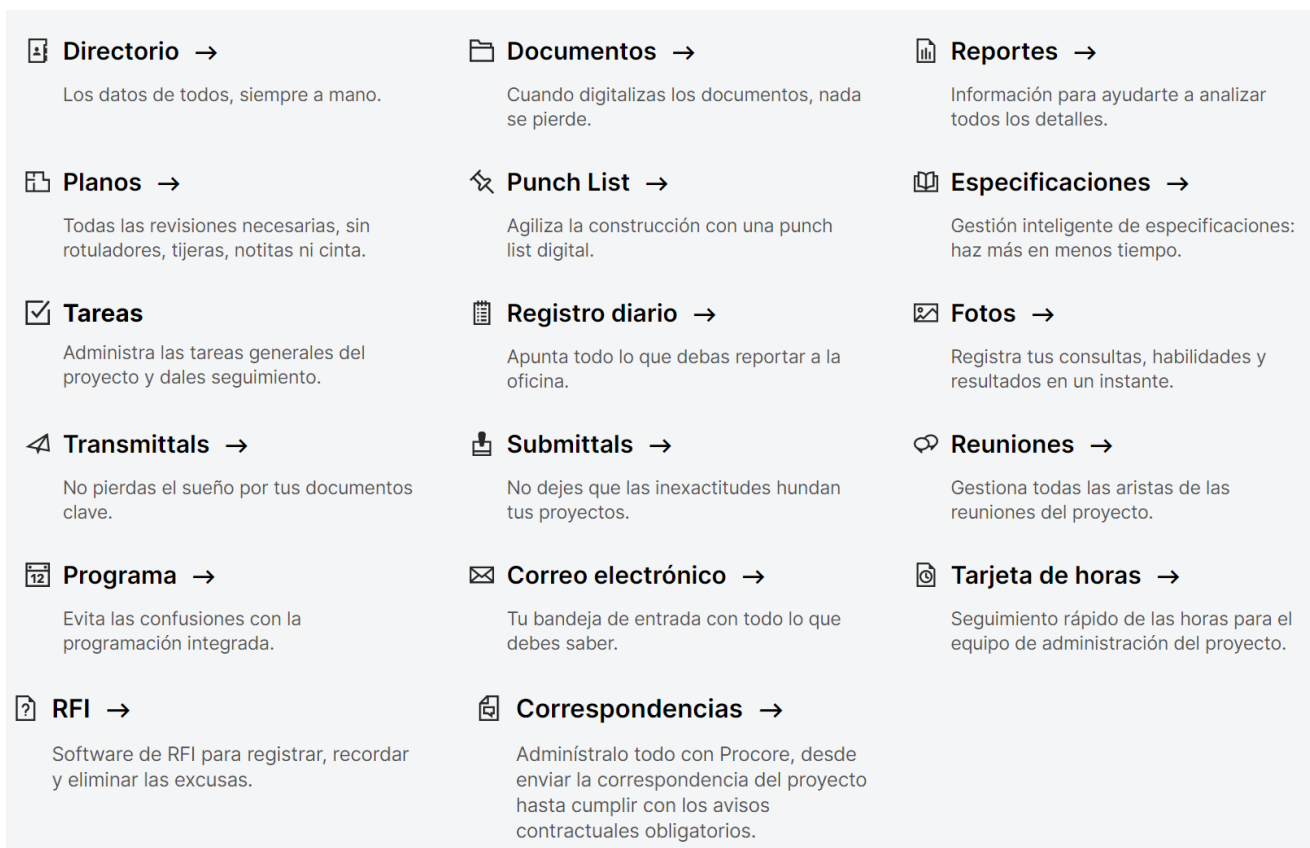 Directorio →
Los datos de todos, siempre a mano.
Documentos →
Cuando digitalizas los documentos, nada
se pierde.
Reportes →
Información para ayudarte a analizar
todos los detalles.
Planos →
Todas las revisiones necesarias, sin
rotuladores, tijeras, notitas ni cinta.
Punch List →
Agiliza la construcción con una punch
list digital.
Especificaciones →
Gestión inteligente de especificaciones:
haz más en menos tiempo.
Tareas
Administra las tareas generales del
proyecto y dales seguimiento.
Registro diario →
Apunta todo lo que debas reportar a la
oficina.
Fotos →
Registra tus consultas, habilidades y
resultados en un instante.
Transmittals →
No pierdas el sueño por tus documentos
clave.
Submittals →
No dejes que las inexactitudes hundan
tus proyectos.
Reuniones →
Gestiona todas las aristas de las
reuniones del proyecto.
12
Programa →
Evita las confusiones con la
programación integrada.
Correo electrónico →
Tu bandeja de entrada con todo lo que
debes saber.
Tarjeta de horas →
Seguimiento rápido de las horas para el
equipo de administración del proyecto.
?
RFI →
Software de RFI para registrar, recordar
y eliminar las excusas.
Correspondencias →
Adminístralo todo con Procore, desde
enviar la correspondencia del proyecto
hasta cumplir con los avisos
contractuales obligatorios.